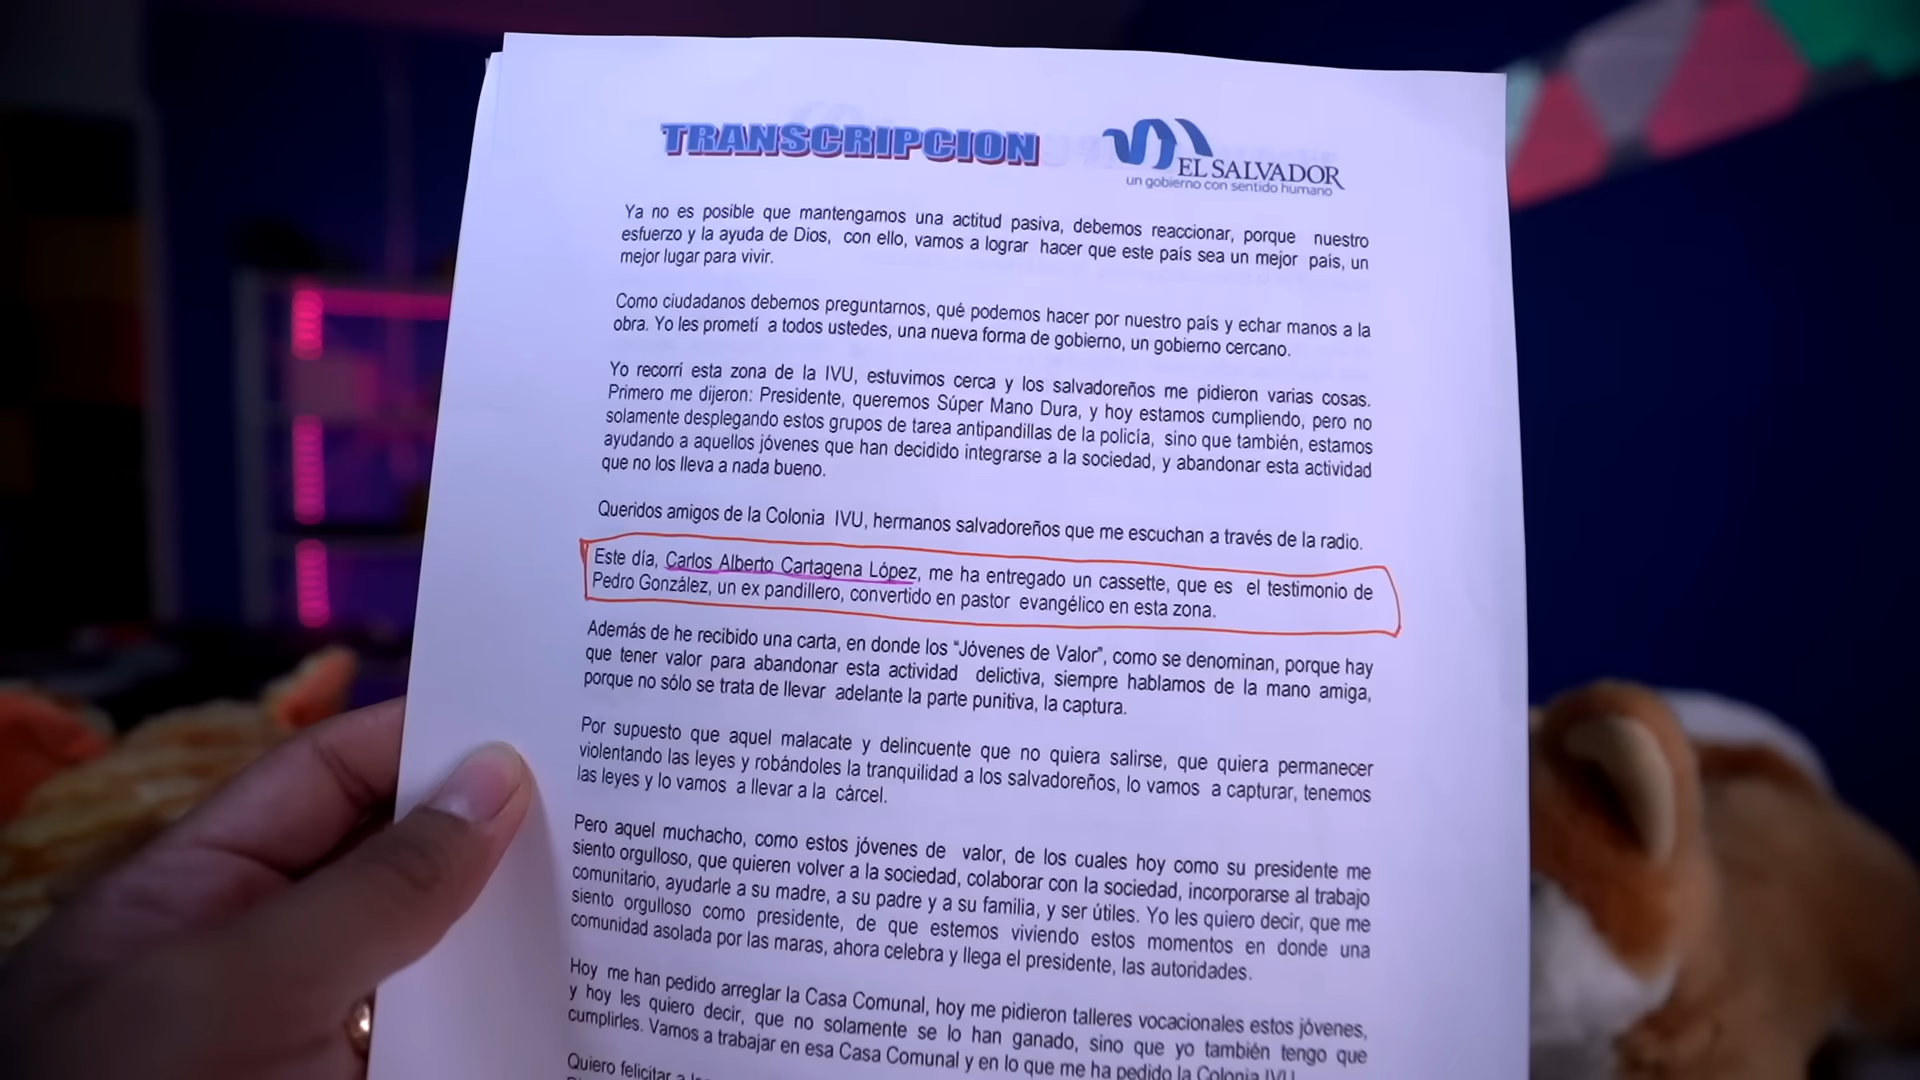 TRANSCRIPCION
EL SALVADOR
un gobierno con sentido humano
Ya no es posible que mantengamos una actitud pasiva, debemos reaccionar, porque nuestro
esfuerzo y la ayuda de Dios, con ello, vamos a lograr hacer que este país sea un mejor país, un
mejor lugar para vivir.
Como ciudadanos debemos preguntarnos, qué podemos hacer por nuestro país y echar manos a la
obra. Yo les prometí a todos ustedes, una nueva forma de gobierno, un gobierno cercano.
Yo recorrí esta zona de la IVU, estuvimos cerca y los salvadoreños me pidieron varias cosas.
Primero me dijeron: Presidente, queremos Súper Mano Dura, y hoy estamos cumpliendo, pero no
solamente desplegando estos grupos de tarea antipandillas de la policía, sino que también, estamos
ayudando a aquellos jóvenes que han decidido integrarse a la sociedad, y abandonar esta actividad
que no los lleva a nada bueno.
Queridos amigos de la Colonia IVU, hermanos salvadoreños que me escuchan a través de la radio.
Este día, Carlos Alberto Cartagena López, me ha entregado un cassette, que es el testimonio de
Pedro González, un ex pandillero, convertido en pastor evangélico en esta zona.
Además de he recibido una carta, en donde los “Jóvenes de Valor”, como se denominan, porque hay
que tener valor para abandonar esta actividad delictiva, siempre hablamos de la mano amiga,
porque no sólo se trata de llevar adelante la parte punitiva, la captura.
Por supuesto que aquel malacate y delincuente que no quiera salirse, que quiera permanecer
violentando las leyes y robándoles la tranquilidad a los salvadoreños, lo vamos a capturar, tenemos
las leyes y lo vamos a llevar a la cárcel.
Pero aquel muchacho, como estos jóvenes de valor, de los cuales hoy como su presidente me
siento orgulloso, que quieren volver a la sociedad, colaborar con la sociedad, incorporarse al trabajo
comunitario, ayudarle a su madre, a su padre y a su familia, y ser útiles. Yo les quiero decir, que me
siento orgulloso como presidente, de que estemos viviendo estos momentos en donde una
comunidad asolada por las maras, ahora celebra y llega el presidente, las autoridades.
Hoy me han pedido arreglar la Casa Comunal, hoy me pidieron talleres vocacionales estos jóvenes,
y hoy les quiero decir, que no solamente se lo han ganado, sino que yo también tengo que
cumplirles. Vamos a trabajar en esa Casa Comunal y en lo que me ha pedido la Colonia IVU.
Quiero felicitar a